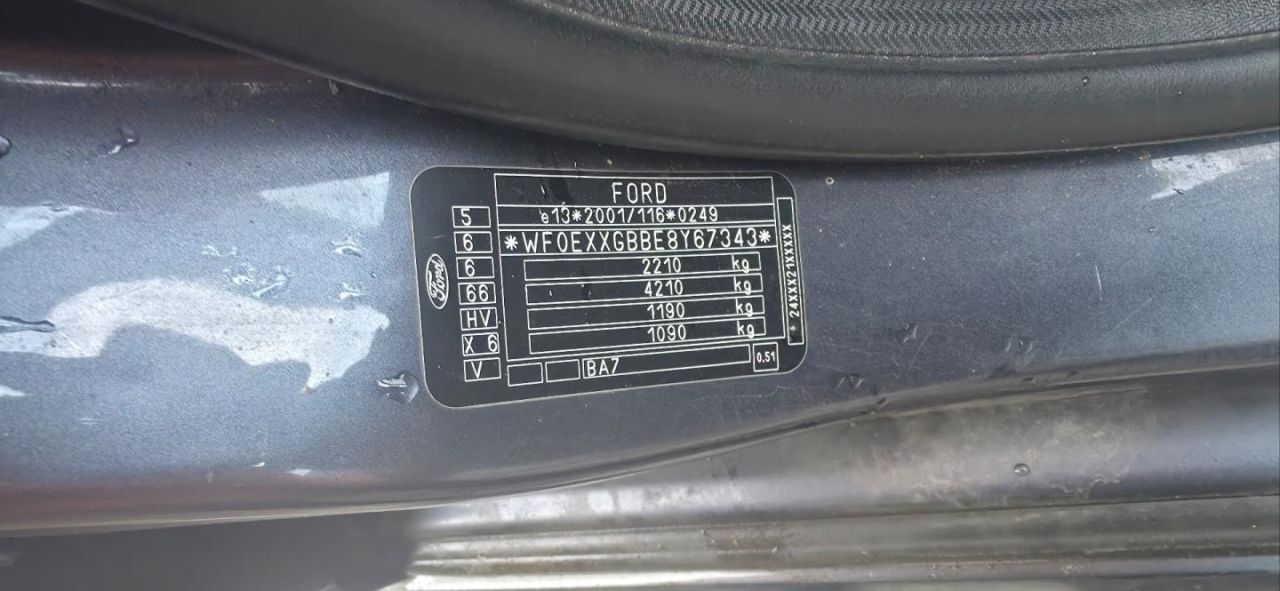 FORD
5
e13*2001/116*0249
6
*WF0EXXGBBE8Y67343*
6
2210 kg
66
4210 kg
HV
1190 kg
X 6
1090 kg
V
BA7
0.51
Ford
* 24XXX21XXXXX